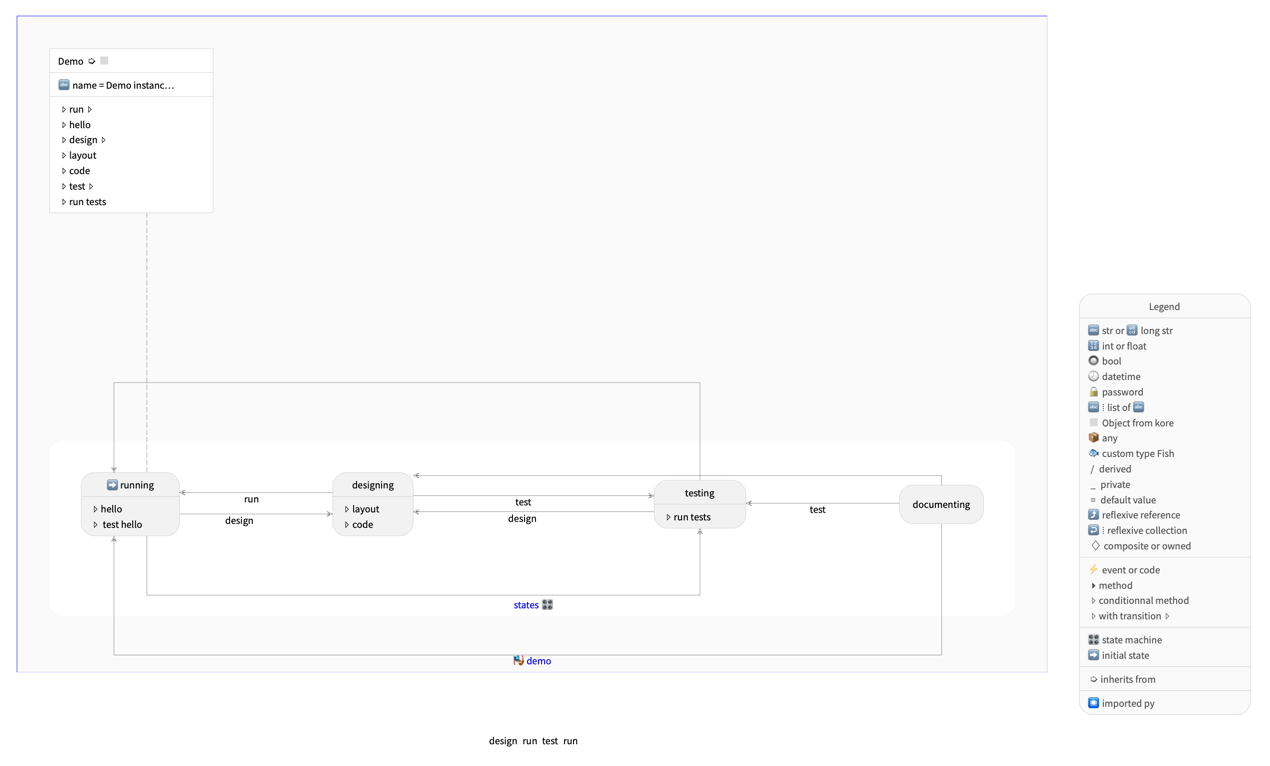 Demo ➭
name = Demo instanc...
run
hello
design
layout
code
test
run tests
running
hello
test hello
designing
layout
code
testing
run tests
documenting
run
design
test
design
test
states
demo
design run test run
Legend
str or long str
int or float
bool
datetime
password
⁝ list of
Object from kore
any
custom type Fish
/ derived
_ private
= default value
reflexive reference
⁝ reflexive collection
composite or owned
event or code
method
conditionnal method
with transition
state machine
initial state
➭ inherits from
imported py